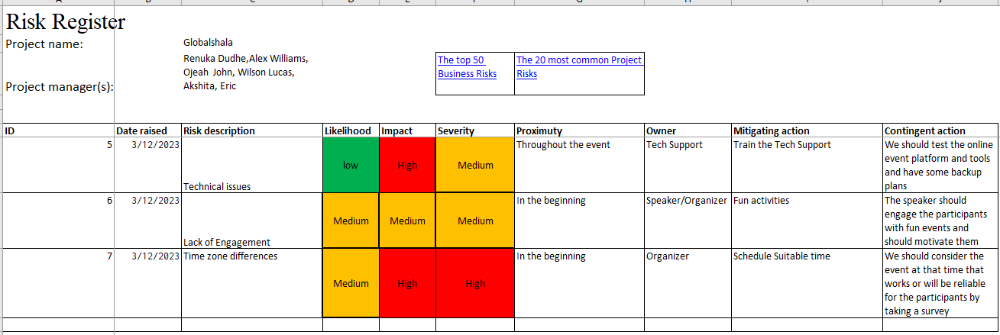 Risk Register
Project name:
Globalshala
Project manager(s):
Renuka Dudhe,Alex Williams,
Ojeah John, Wilson Lucas,
Akshita, Eric
The top 50
Business Risks
The 20 most common Project
Risks
ID
Date raised
Risk description
Likelihood
Impact
Severity
Proximuty
Owner
Mitigating action
Contingent action
5
3/12/2023
Technical issues
low
High
Medium
Throughout the event
Tech Support
Train the Tech Support
We should test the online
event platform and tools
and have some backup
plans
6
3/12/2023
Lack of Engagement
Medium
Medium
Medium
In the beginning
Speaker/Organizer
Fun activities
The speaker should
engage the participants
with fun events and
should motivate them
7
3/12/2023
Time zone differences
Medium
High
High
In the beginning
Organizer
Schedule Suitable time
We should consider the
event at that time that
works or will be reliable
for the participants by
taking a survey